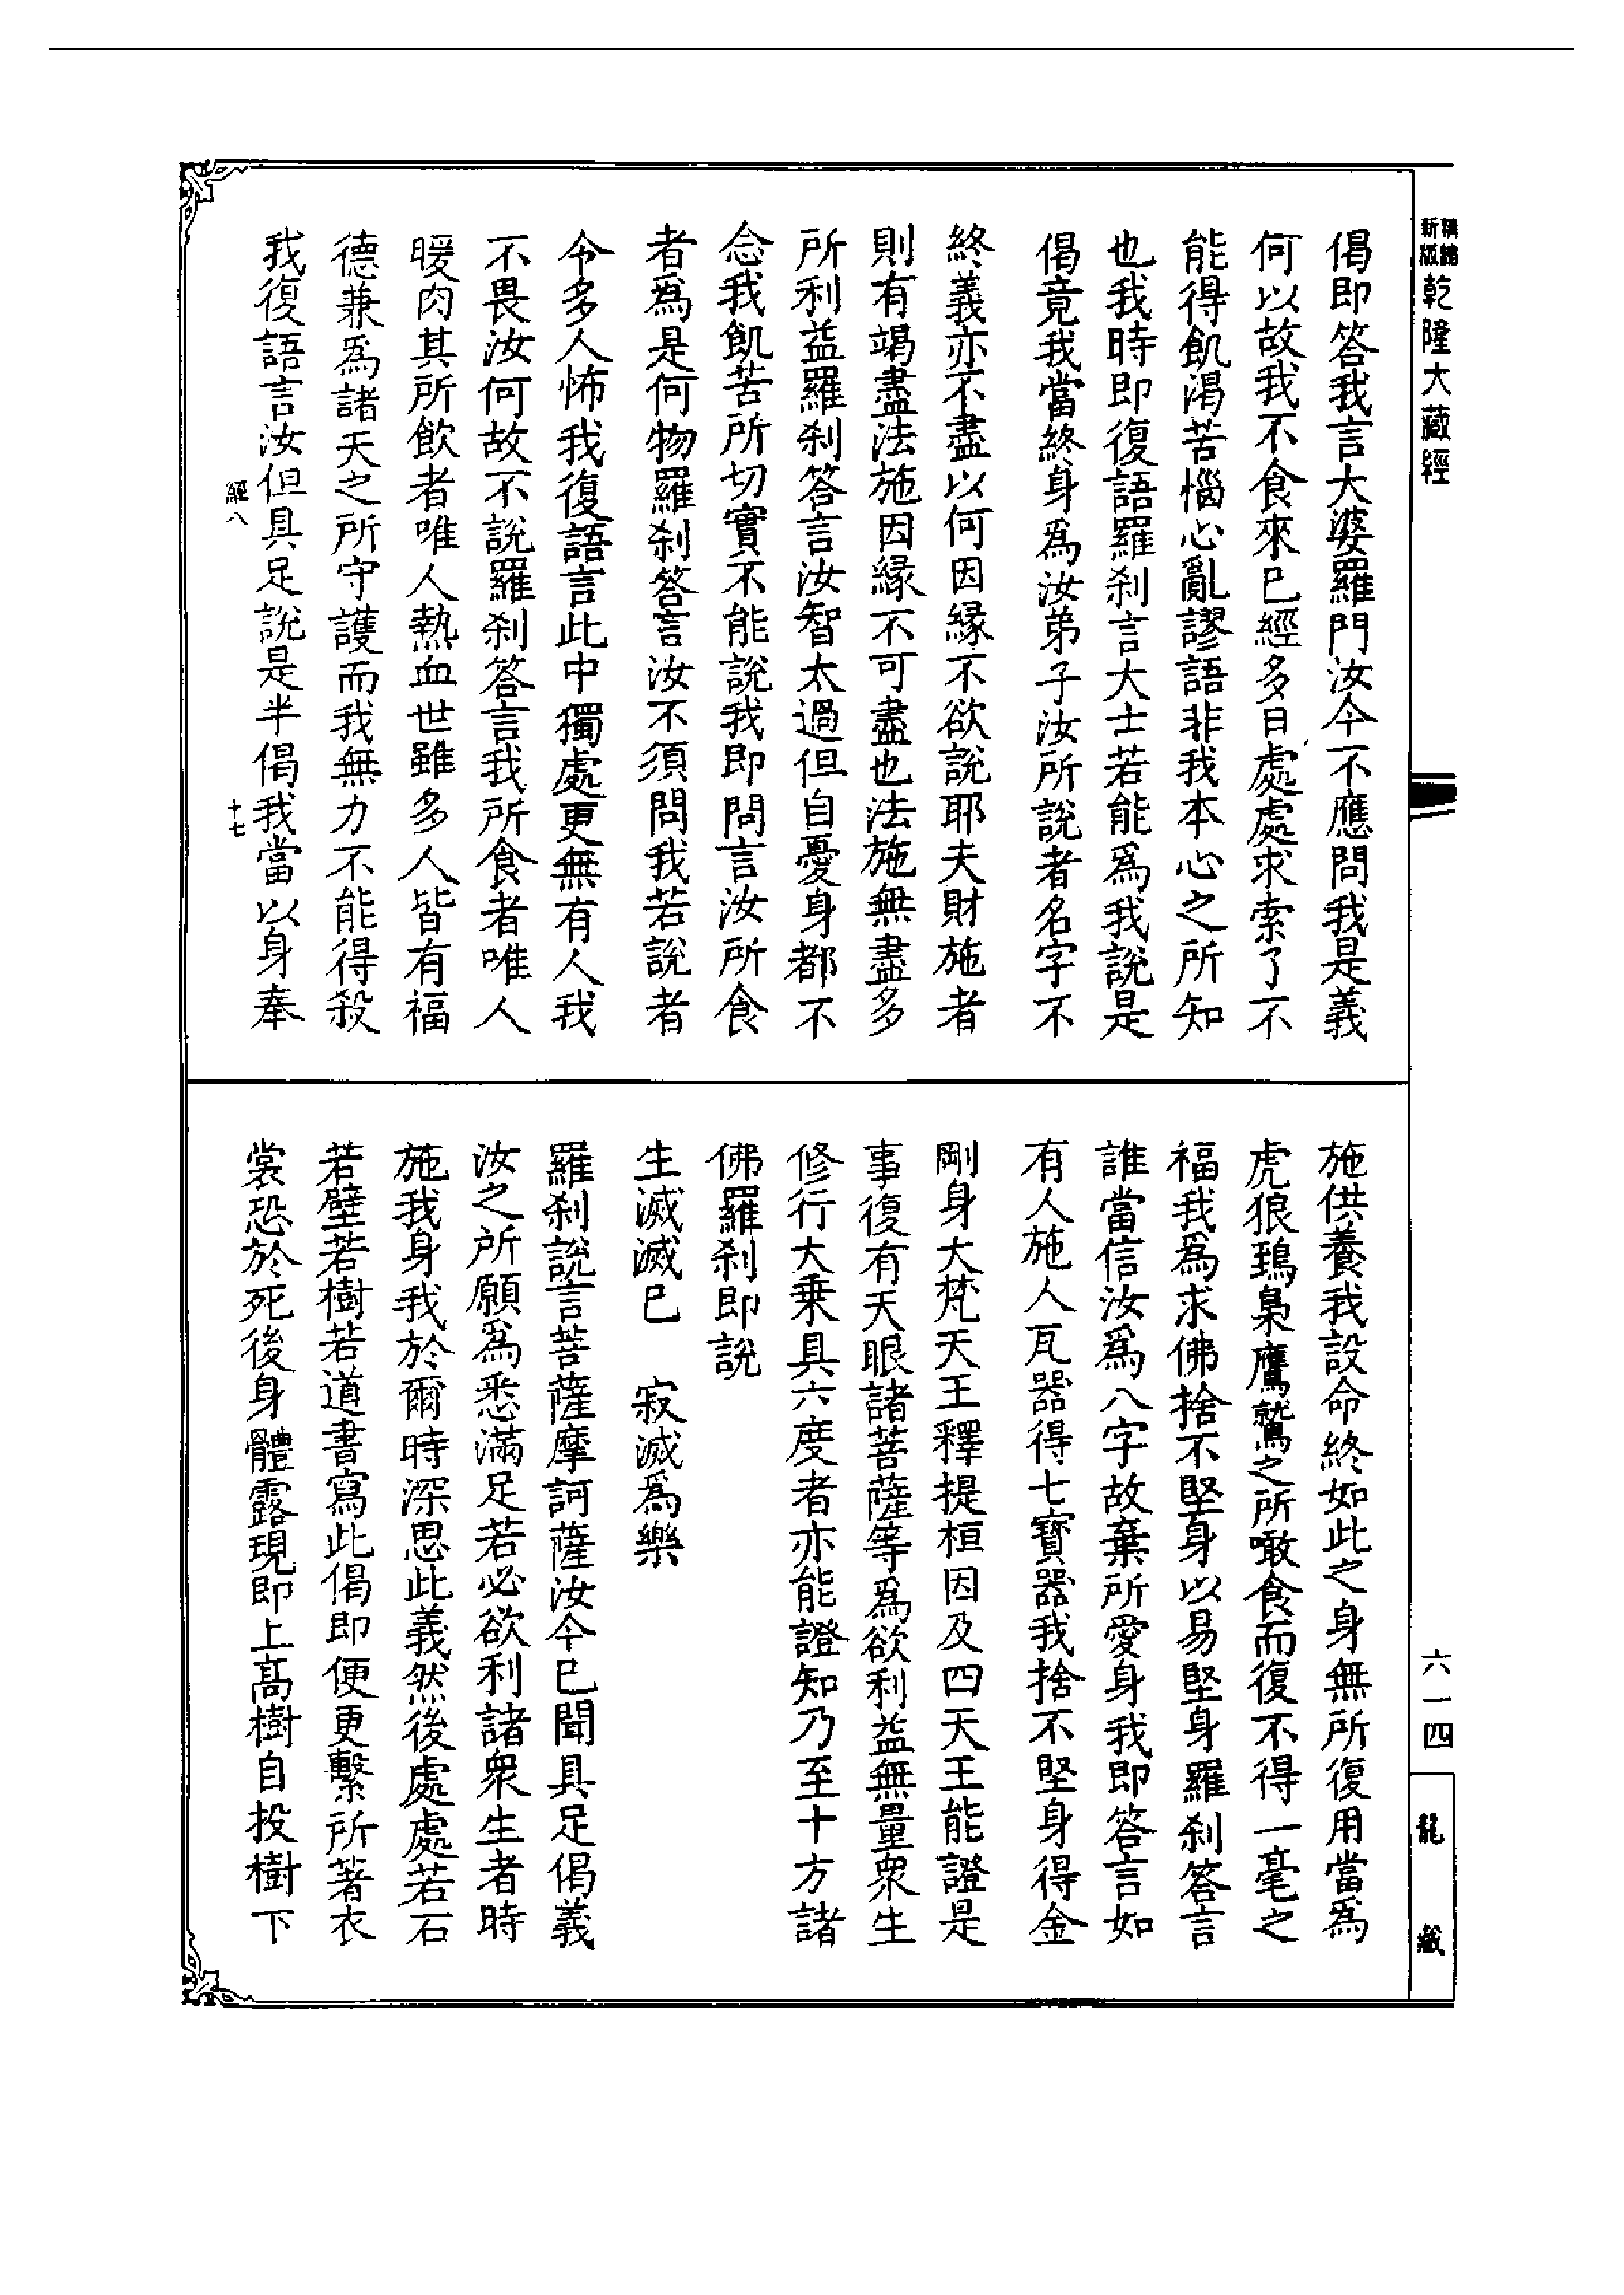 新版
乾隆大藏經
偈即答我言大婆羅門汝今不應問我是義
何以故我不食來已經多日處處求索了不
能得飢渴苦惱心亂謬語非我本心之所知
也我時即復語羅剎言大士若能爲我說是
偈竟我當終身爲汝弟子汝所說者名字不
終義亦不盡以何因緣不欲說耶夫財施者
則有竭盡法施因緣不可盡也法施無盡多
所利益羅剎答言汝智太過但自憂身都不
念我飢苦所切實不能說我即問言汝所食
者爲是何物羅剎答言汝不須問我若說者
令多人怖我復語言此中獨處更無有人我
不畏汝何故不說羅剎答言我所食者唯人
暖肉其所飲者唯人熱血世雖多人皆有福
德兼爲諸天之所守護而我無力不能得殺
我復語言汝但具足說是半偈我當以身奉
八
十七
施供養我設命終如此之身無所復用當爲
虎狼鵄梟鷹鷲之所噉食而復不得一毫之
福我爲求佛捨不堅身以易堅身羅剎答言
誰當信汝爲八字故棄所愛身我即答言如
有人施人瓦器得七寶器我捨不堅身得金
剛身大梵天王釋提桓因及四天王能證是
事復有天眼諸菩薩等爲欲利益無量衆生
修行大乘具六度者亦能證知乃至十方諸
佛羅剎即說
生滅滅已　寂滅爲樂
羅剎說言菩薩摩訶薩汝今已聞具足偈義
汝之所願爲悉滿足若必欲利諸衆生者時
施我身我於爾時深思此義然後處處若石
若壁若樹若道書寫此偈即便更繫所著衣
裳恐於死後身體露現即上高樹自投樹下
六一四
龍藏